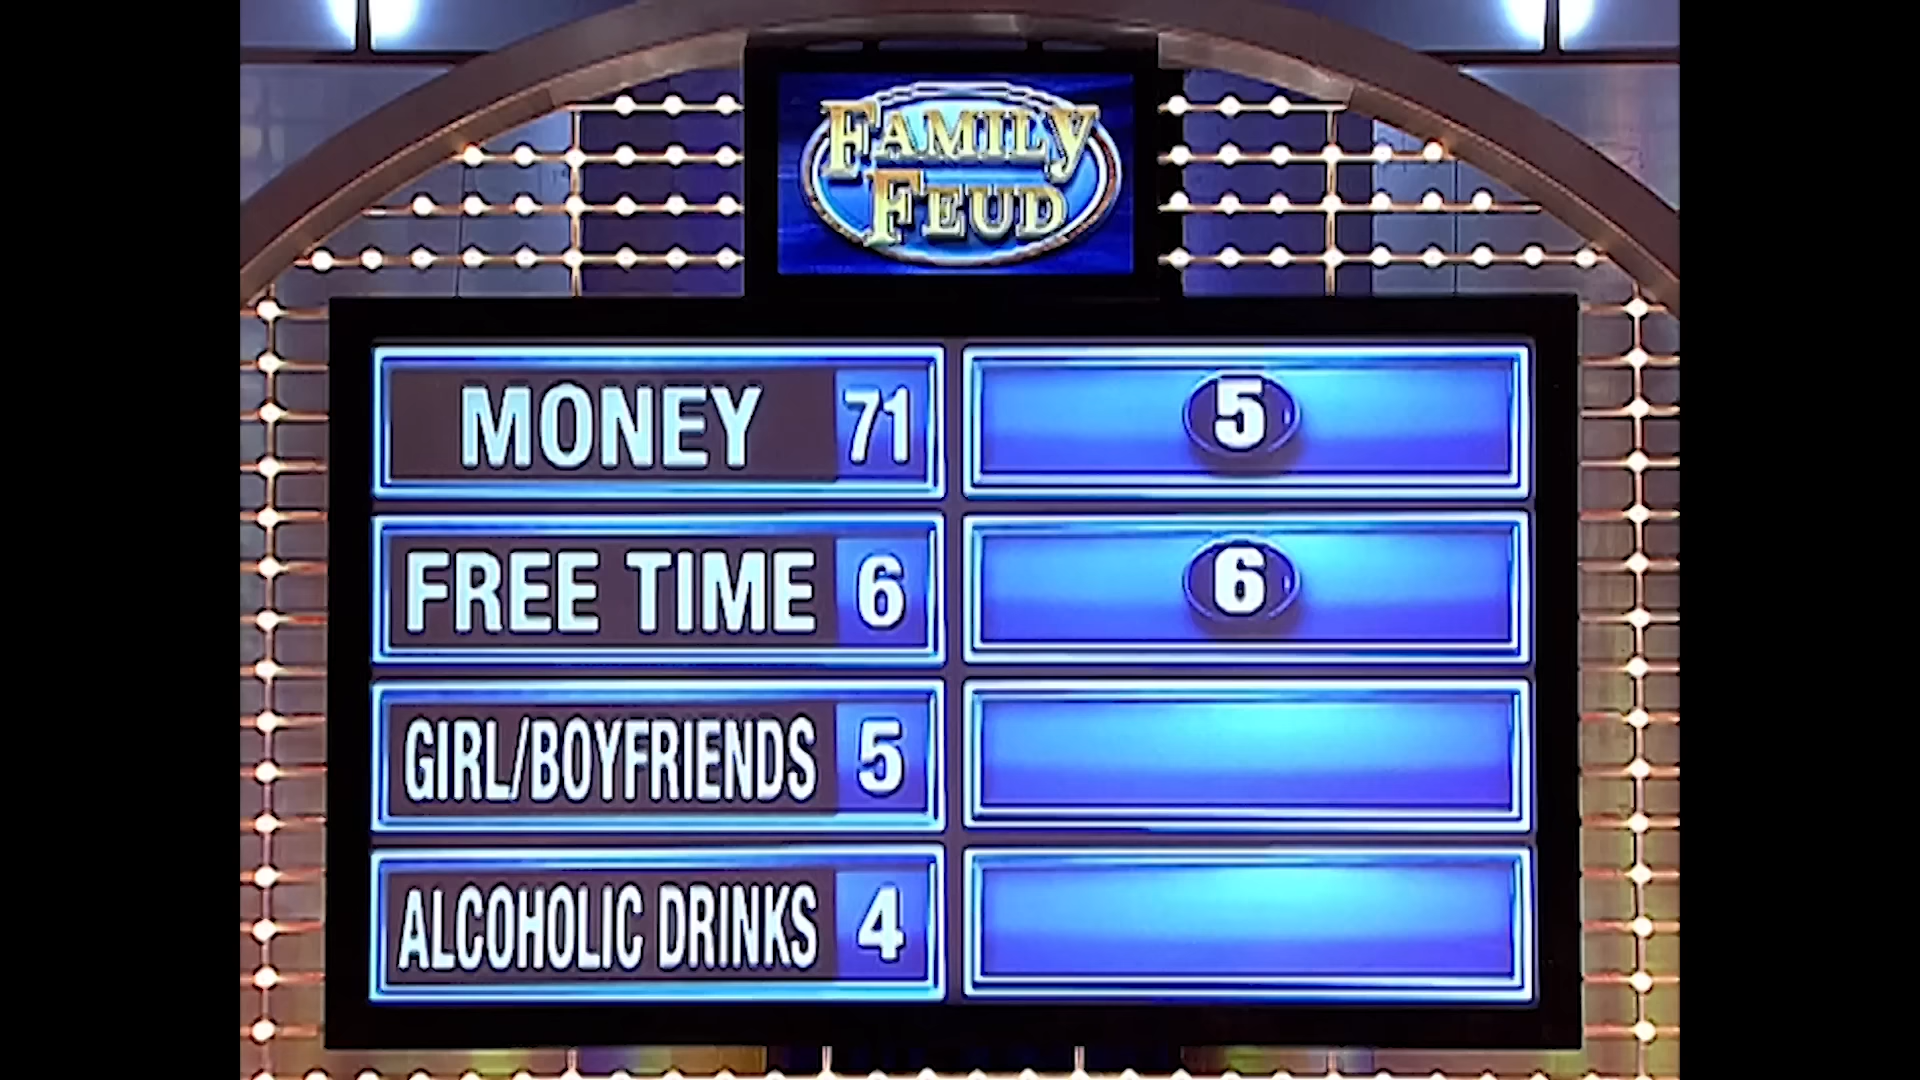 FAMILY
FEUD
MONEY 71
5
FREE TIME 6
6
GIRL/BOYFRIENDS 5
ALCOHOLIC DRINKS 4